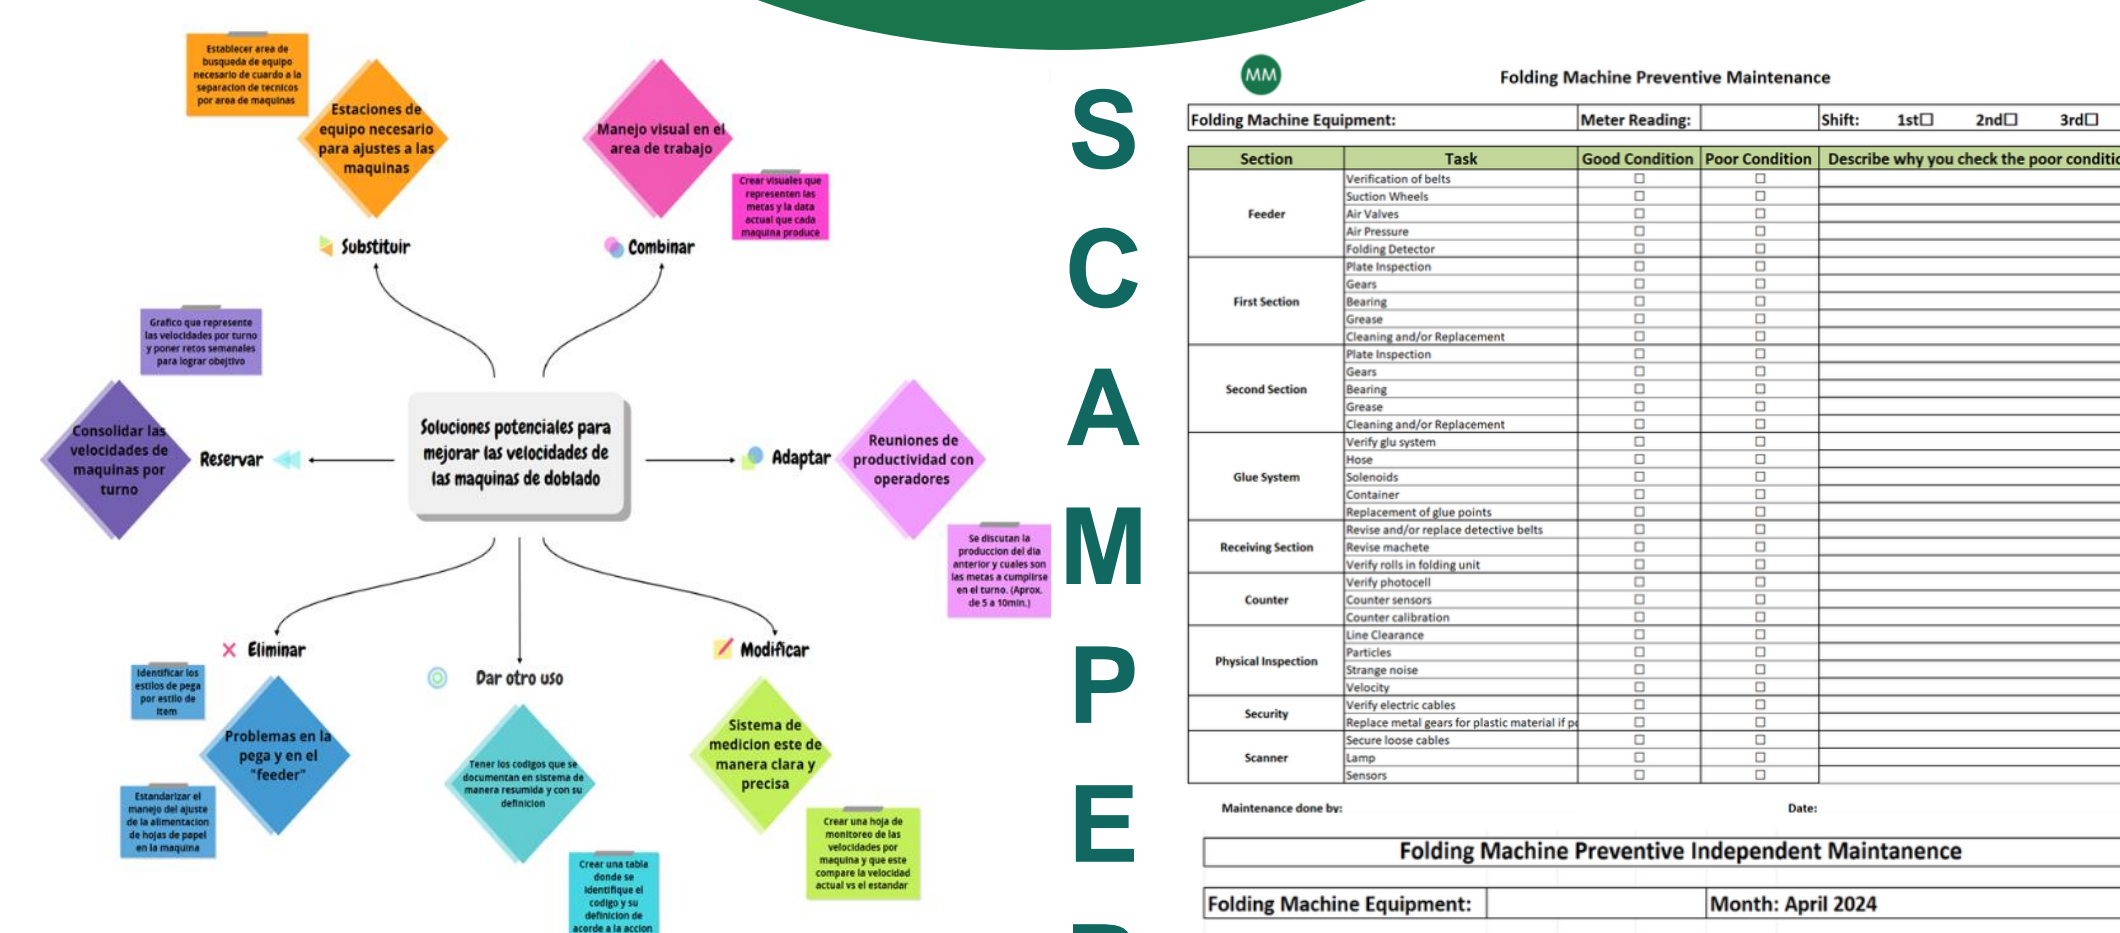 Establecer area de
busqueda de equipo
necesario de cuardo a la
separacion de tecnicos
por area de maquinas
Estaciones de
equipo necesario
para ajustes a las
maquinas
Substituir
Manejo visual en el
area de trabajo
Crear visuales que
representen las
metas y la data
actual que cada
maquina produce
Combinar
Grafico que represente
las velocidades por turno
y poner retos semanales
para lograr obejtivo
Consolidar las
velocidades de
maquinas por
turno
Reservar
Soluciones potenciales para
mejorar las velocidades de
las maquinas de doblado
Adaptar
Reuniones de
productividad con
operadores
Se discutan la
produccion del dia
anterior y cuales son
las metas a cumplirse
en el turno. (Aprox.
de 5 a 10min.)
Eliminar
Identificar los
estilos de pega
por estilo de
item
Problemas en la
pega y en el
"feeder"
Estandarizar el
manejo del ajuste
de la alimentacion
de hojas de papel
en la maquina
Dar otro uso
Tener los codigos que se
documentan en sistema de
manera resumida y con su
definicion
Crear una tabla
donde se
identifique el
codigo y su
definicion de
acorde a la accion
Modificar
Sistema de
medicion este de
manera clara y
precisa
Crear una hoja de
monitoreo de las
velocidades por
maquina y que este
compare la velocidad
actual vs el estandar
S
C
A
M
P
E
R
MM
Folding Machine Preventive Maintenance
Folding Machine Equipment: Meter Reading: Shift: 1st☐ 2nd☐ 3rd☐
Section Task Good Condition Poor Condition Describe why you check the poor conditio
Feeder
Verification of belts ☐ ☐
Suction Wheels ☐ ☐
Air Valves ☐ ☐
Air Pressure ☐ ☐
Folding Detector ☐ ☐
First Section
Plate Inspection ☐ ☐
Gears ☐ ☐
Bearing ☐ ☐
Grease ☐ ☐
Cleaning and/or Replacement ☐ ☐
Second Section
Plate Inspection ☐ ☐
Gears ☐ ☐
Bearing ☐ ☐
Grease ☐ ☐
Cleaning and/or Replacement ☐ ☐
Glue System
Verify glu system ☐ ☐
Hose ☐ ☐
Solenoids ☐ ☐
Container ☐ ☐
Replacement of glue points ☐ ☐
Receiving Section
Revise and/or replace detective belts ☐ ☐
Revise machete ☐ ☐
Verify rolls in folding unit ☐ ☐
Counter
Verify photocell ☐ ☐
Counter sensors ☐ ☐
Counter calibration ☐ ☐
Physical Inspection
Line Clearance ☐ ☐
Particles ☐ ☐
Strange noise ☐ ☐
Velocity ☐ ☐
Security
Verify electric cables ☐ ☐
Replace metal gears for plastic material if po ☐ ☐
Scanner
Secure loose cables ☐ ☐
Lamp ☐ ☐
Sensors ☐ ☐
Maintenance done by: Date:
Folding Machine Preventive Independent Maintanence
Folding Machine Equipment: Month: April 2024